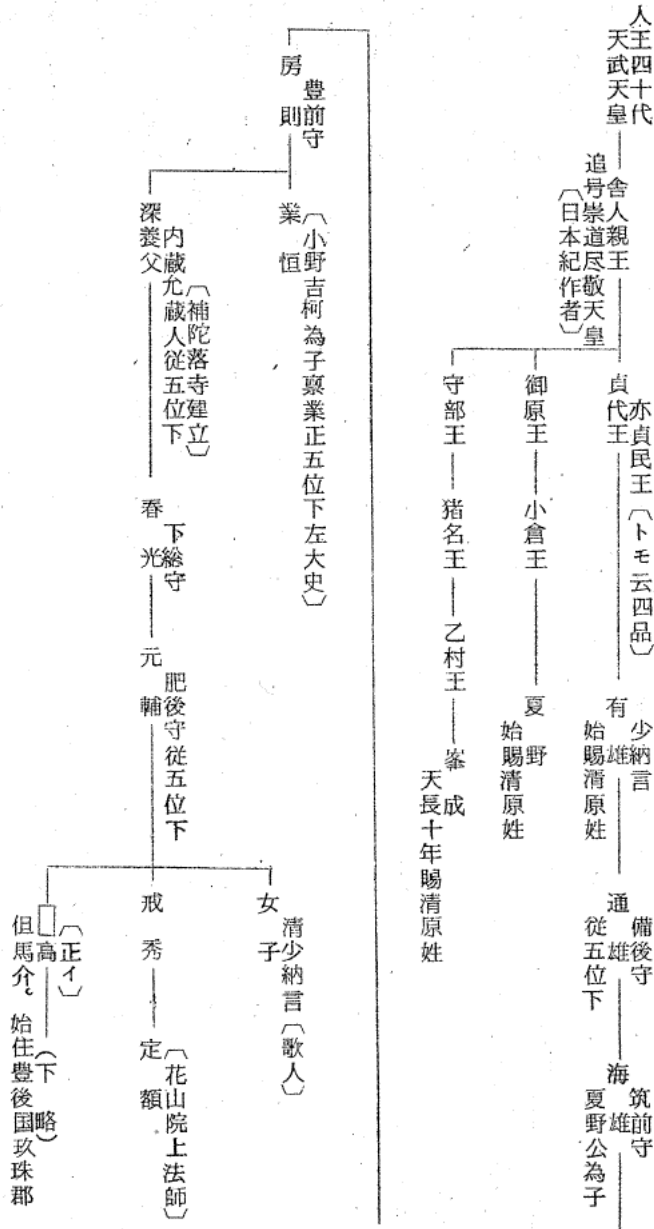 人王四十代
天武天皇
舎人親王
追号崇道尽敬天皇
〔日本紀作者〕
亦貞民王〔トモ云四品〕
貞代王
少納言
有雄
始賜清原姓
備後守
通雄
従五位下
筑前守
海雄
夏野公為子
御原王
小倉王
夏野
始賜清原姓
守部王
猪名王
乙村王
峯成
天長十年賜清原姓
豊前守
房則
〔小野吉柯為子禀業正五位下左大史〕
業恒
〔補陀落寺建立〕
内蔵允蔵人従五位下
深養父
下総守
春光
肥後守従五位下
元輔
清少納言〔歌人〕
女子
戒秀
〔花山院上法師〕
定額
〔正イ〕
□高
(下略)
但馬介。始住豊後国玖珠郡